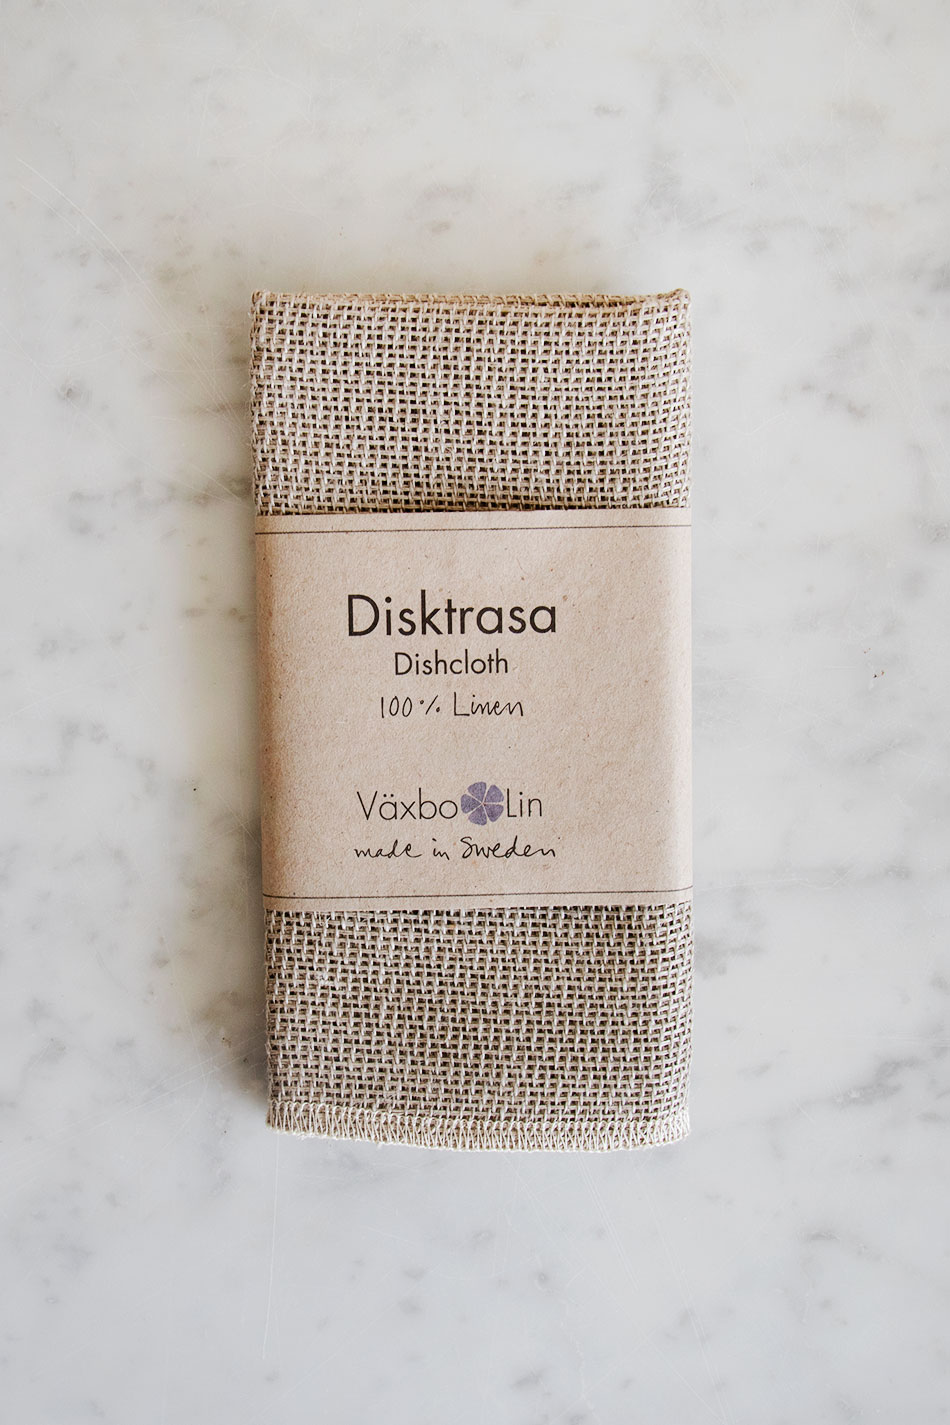 Disktrasa
Dishcloth
100% Linen
Växbo Lin
made in Sweden